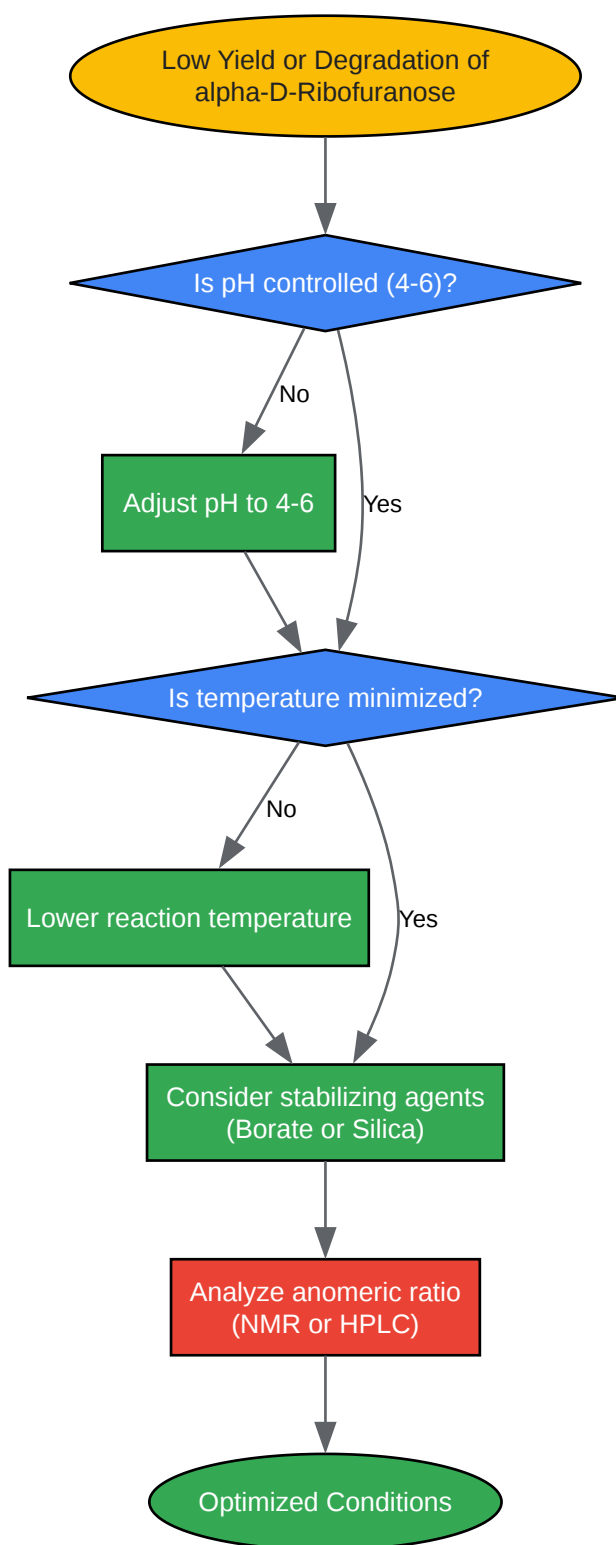 Low Yield or Degradation of
alpha-D-Ribofuranose
Is pH controlled (4-6)?
No
Adjust pH to 4-6
Yes
Is temperature minimized?
No
Lower reaction temperature
Yes
Consider stabilizing agents
(Borate or Silica)
Analyze anomeric ratio
(NMR or HPLC)
Optimized Conditions